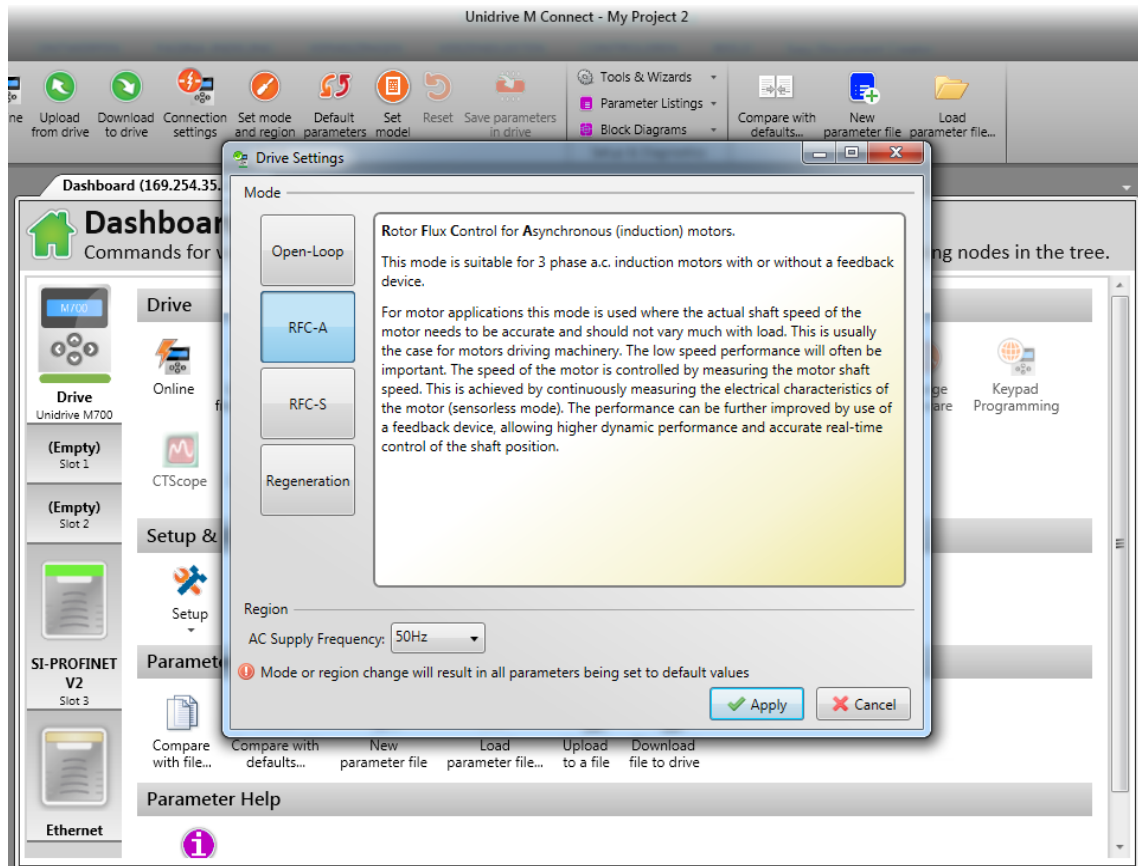 Unidrive M Connect - My Project 2
ne
Upload
from drive
Download
to drive
Connection
settings
Set mode
and region
Default
parameters
Set
model
Reset
Save parameters
in drive
Tools & Wizards
Parameter Listings
Block Diagrams
Compare with
defaults...
New
parameter file
Load
parameter file...
Drive Settings
Dashboard (169.254.35.
Dashboar
Commands for
ng nodes in the tree.
Mode
Open-Loop
RFC-A
RFC-S
Regeneration
Rotor Flux Control for Asynchronous (induction) motors.
This mode is suitable for 3 phase a.c. induction motors with or without a feedback
device.
For motor applications this mode is used where the actual shaft speed of the
motor needs to be accurate and should not vary much with load. This is usually
the case for motors driving machinery. The low speed performance will often be
important. The speed of the motor is controlled by measuring the motor shaft
speed. This is achieved by continuously measuring the electrical characteristics of
the motor (sensorless mode). The performance can be further improved by use of
a feedback device, allowing higher dynamic performance and accurate real-time
control of the shaft position.
Region
AC Supply Frequency: 50Hz
Mode or region change will result in all parameters being set to default values
Apply
Cancel
M700
Drive
Unidrive M700
(Empty)
Slot 1
(Empty)
Slot 2
SI-PROFINET
V2
Slot 3
Ethernet
Drive
Online
ge
are
Keypad
Programming
CTScope
Setup &
Setup
Paramet
Compare
with file...
Compare with
defaults...
New
parameter file
Load
parameter file...
Upload
to a file
Download
file to drive
Parameter Help